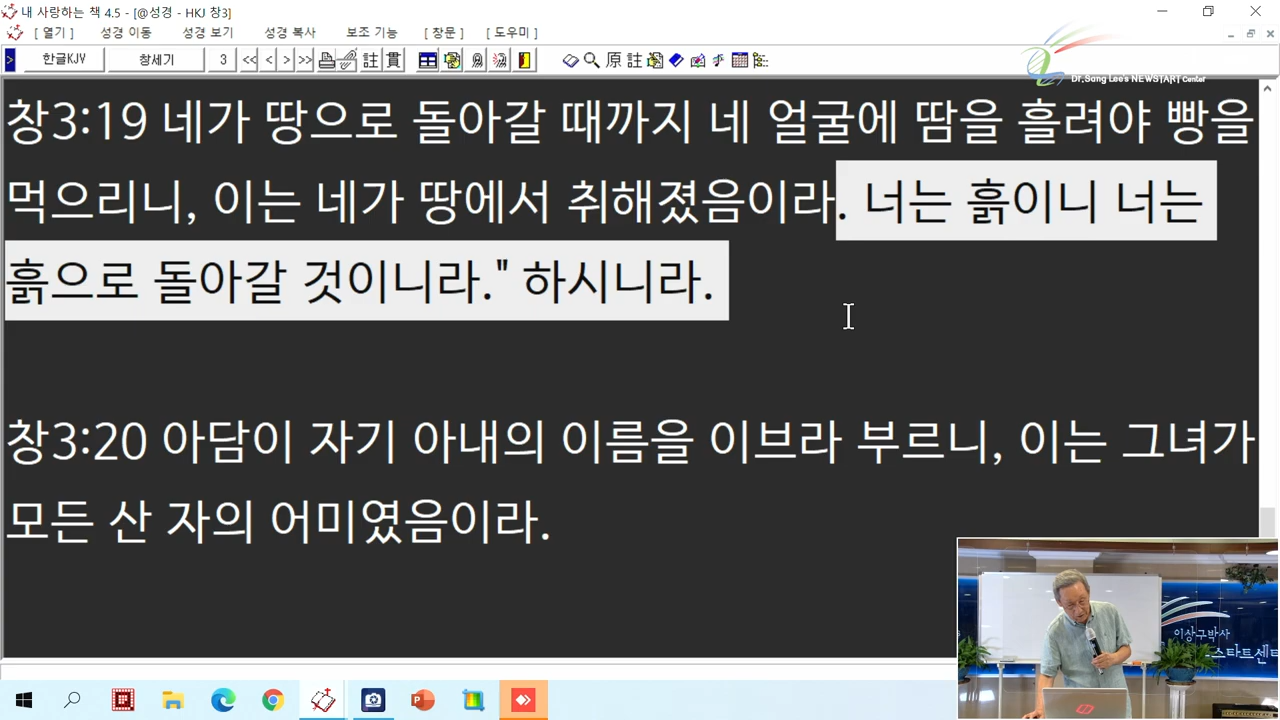 내 사랑하는 책 4.5 - [@성경 - HKJ 창3]
[ 열기 ] 성경 이동 성경 보기 성경 복사 보조 기능 [ 창문 ] [ 도우미 ]
한글KJV 창세기 3 << < > >> 註 貫 原 註
Dr.Sang Lee's NEWSTART Center
창3:19 네가 땅으로 돌아갈 때까지 네 얼굴에 땀을 흘려야 빵을
먹으리니, 이는 네가 땅에서 취해졌음이라. 너는 흙이니 너는
흙으로 돌아갈 것이니라." 하시니라.
창3:20 아담이 자기 아내의 이름을 이브라 부르니, 이는 그녀가
모든 산 자의 어미였음이라.
이상구박사
스타트센터